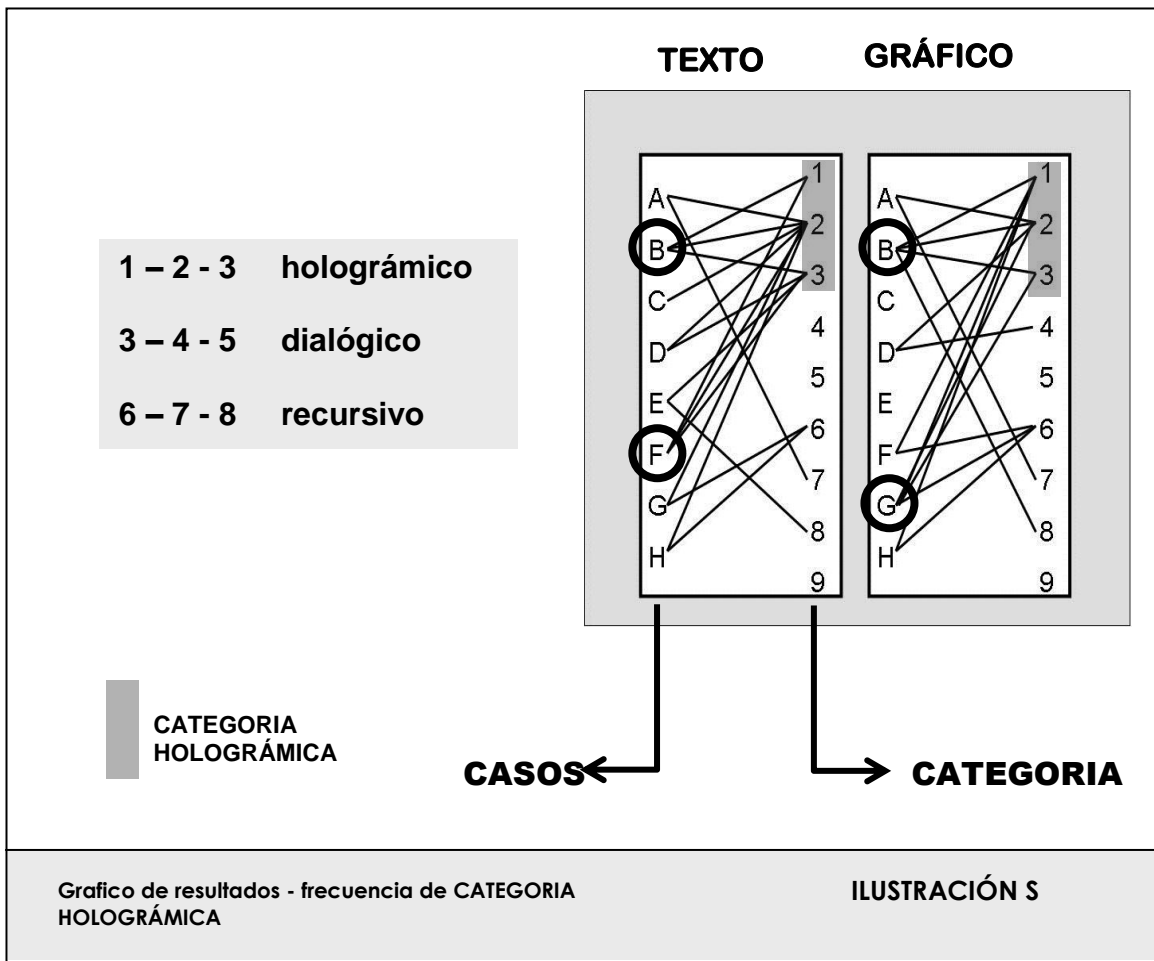 TEXTO
GRÁFICO
1 – 2 - 3 holográmico
3 – 4 - 5 dialógico
6 – 7 - 8 recursivo
A
B
C
D
E
F
G
H
1
2
3
4
5
6
7
8
9
A
B
C
D
E
F
G
H
1
2
3
4
5
6
7
8
9
CATEGORIA
HOLOGRÁMICA
CASOS
CATEGORIA
Grafico de resultados - frecuencia de CATEGORIA
HOLOGRÁMICA
ILUSTRACIÓN S